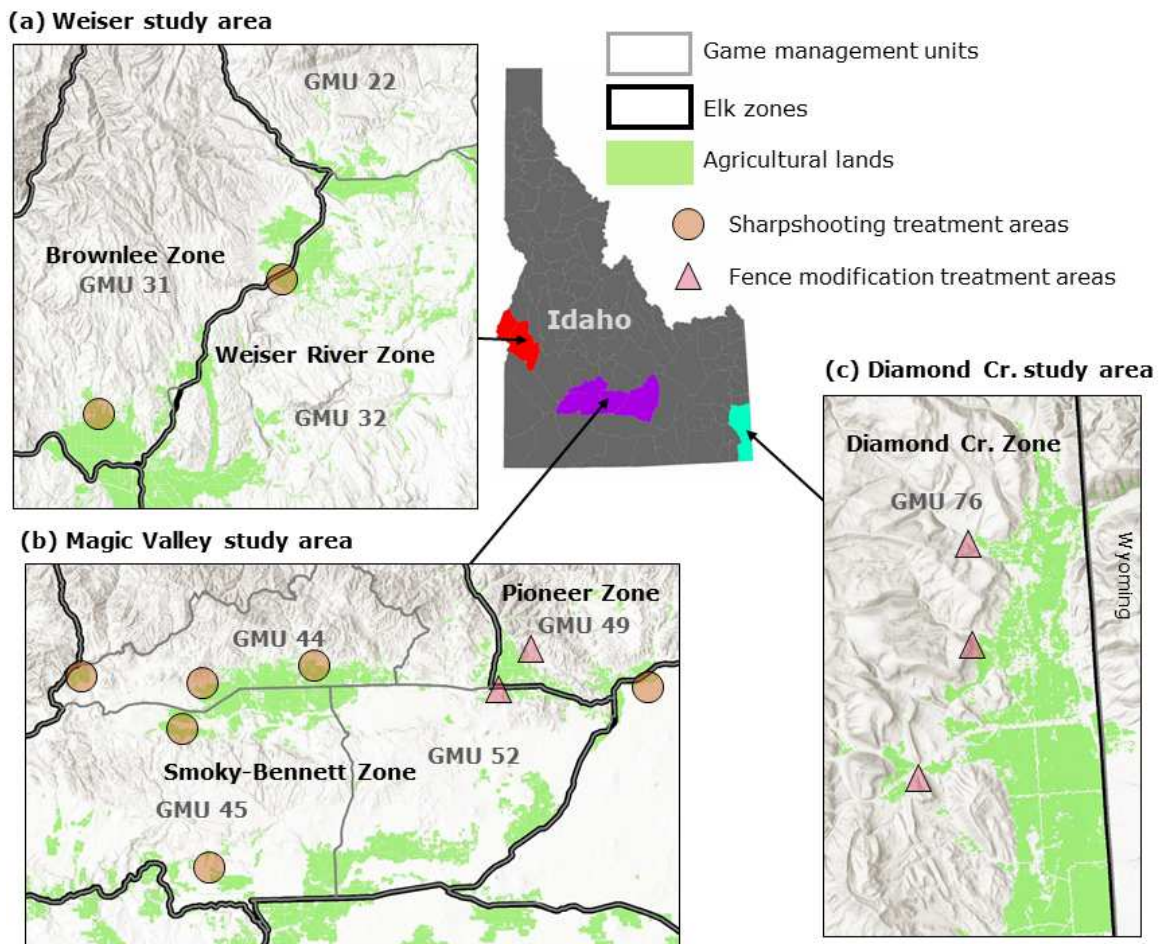 (a) Weiser study area
GMU 22
Brownlee Zone
GMU 31
Weiser River Zone
GMU 32
Idaho
Game management units
Elk zones
Agricultural lands
Sharpshooting treatment areas
Fence modification treatment areas
(b) Magic Valley study area
Pioneer Zone
GMU 49
GMU 44
GMU 52
Smoky-Bennett Zone
GMU 45
(c) Diamond Cr. study area
Diamond Cr. Zone
GMU 76
Wyoming